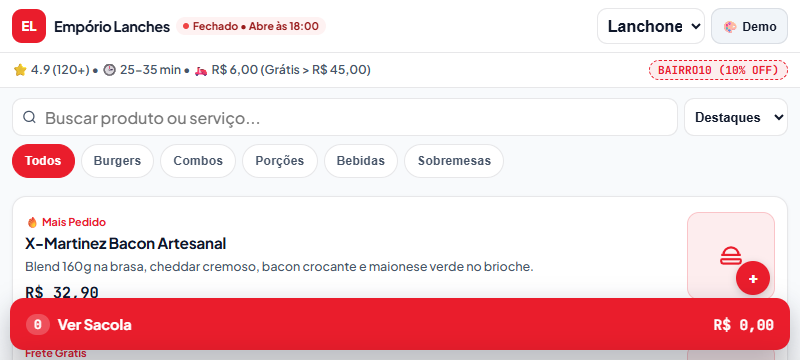 EL Empório Lanches Fechado • Abre às 18:00 Lanchone Demo
4.9 (120+) • 25–35 min • R$ 6,00 (Grátis > R$ 45,00) BAIRRO10 (10% OFF)
Buscar produto ou serviço... Destaques
Todos Burgers Combos Porções Bebidas Sobremesas
Mais Pedido
X-Martinez Bacon Artesanal
Blend 160g na brasa, cheddar cremoso, bacon crocante e maionese verde no brioche.
+
R$ 32,90
0 Ver Sacola R$ 0,00
Frete Grátis